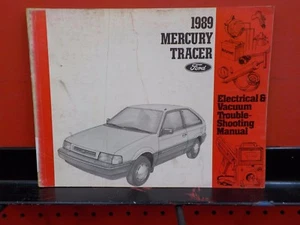 1989
MERCURY
TRACER
Ford
Electrical &
Vacuum
Trouble-
Shooting
Manual